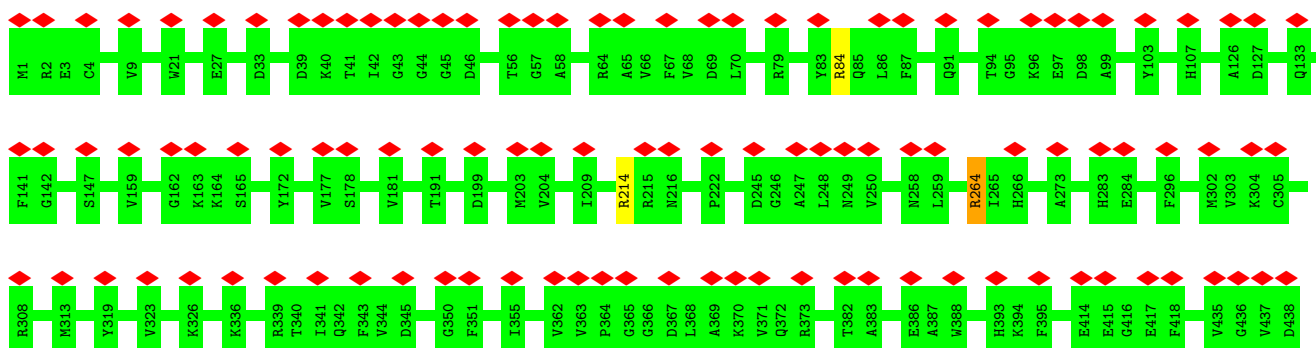 M1 R2 E3 C4 V9 W21 E27 D33 D39 K40 T41 I42 G43 G44 G45 D46 T56 G57 A58 R64 A65 V66 F67 V68 D69 L70 R79 Y83 R84 Q85 L86 F87 Q91 T94 G95 K96 E97 D98 A99 Y103 H107 A126 D127 Q133
F141 G142 S147 V159 G162 K163 K164 S165 Y172 V177 S178 V181 T191 D199 M203 V204 I209 R214 R215 N216 P222 D245 G246 A247 L248 N249 V250 N258 L259 R264 I265 H266 A273 H283 E284 F296 M302 V303 K304 C305
R308 M313 Y319 V323 K326 K336 R339 T340 I341 Q342 F343 V344 D345 G350 F351 I355 V362 V363 P364 G365 G366 D367 L368 A369 K370 V371 Q372 R373 T382 A383 E386 A387 W388 H393 K394 F395 E414 E415 G416 E417 F418 V435 G436 V437 D438